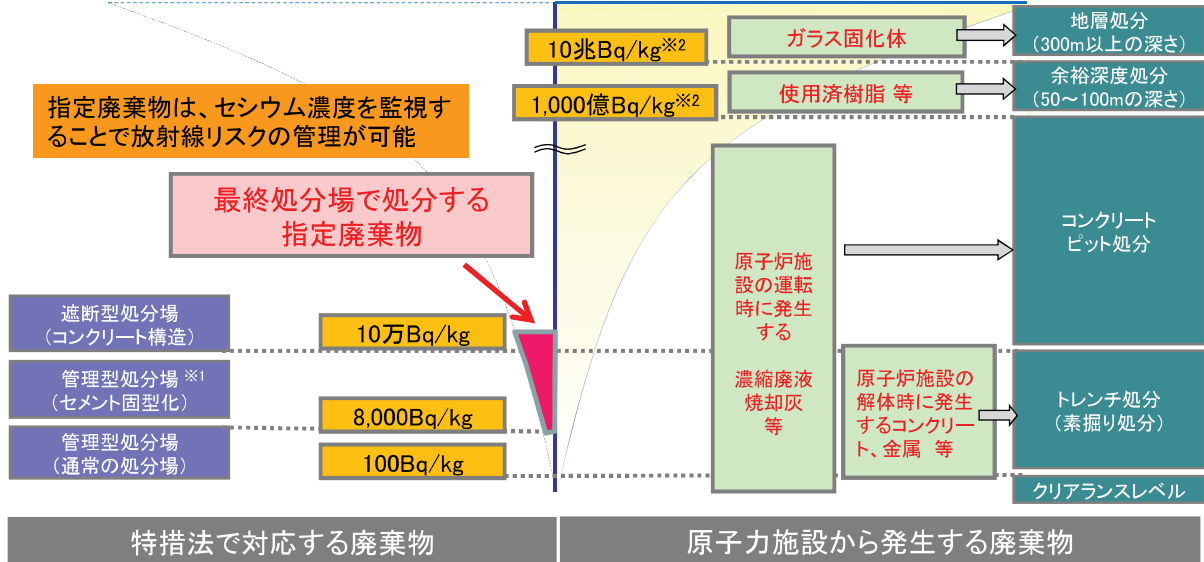 10兆Bq/kg※2
ガラス固化体
地層処分
(300m以上の深さ)
1,000億Bq/kg※2
使用済樹脂 等
余裕深度処分
(50～100mの深さ)
指定廃棄物は、セシウム濃度を監視す
ることで放射線リスクの管理が可能
最終処分場で処分する
指定廃棄物
原子炉施
設の運転
時に発生
する
濃縮廃液
焼却灰
等
コンクリート
ピット処分
遮断型処分場
(コンクリート構造)
10万Bq/kg
管理型処分場※1
(セメント固型化)
8,000Bq/kg
原子炉施設の
解体時に発生
するコンクリー
ト、金属 等
トレンチ処分
(素掘り処分)
管理型処分場
(通常の処分場)
100Bq/kg
クリアランスレベル
特措法で対応する廃棄物
原子力施設から発生する廃棄物